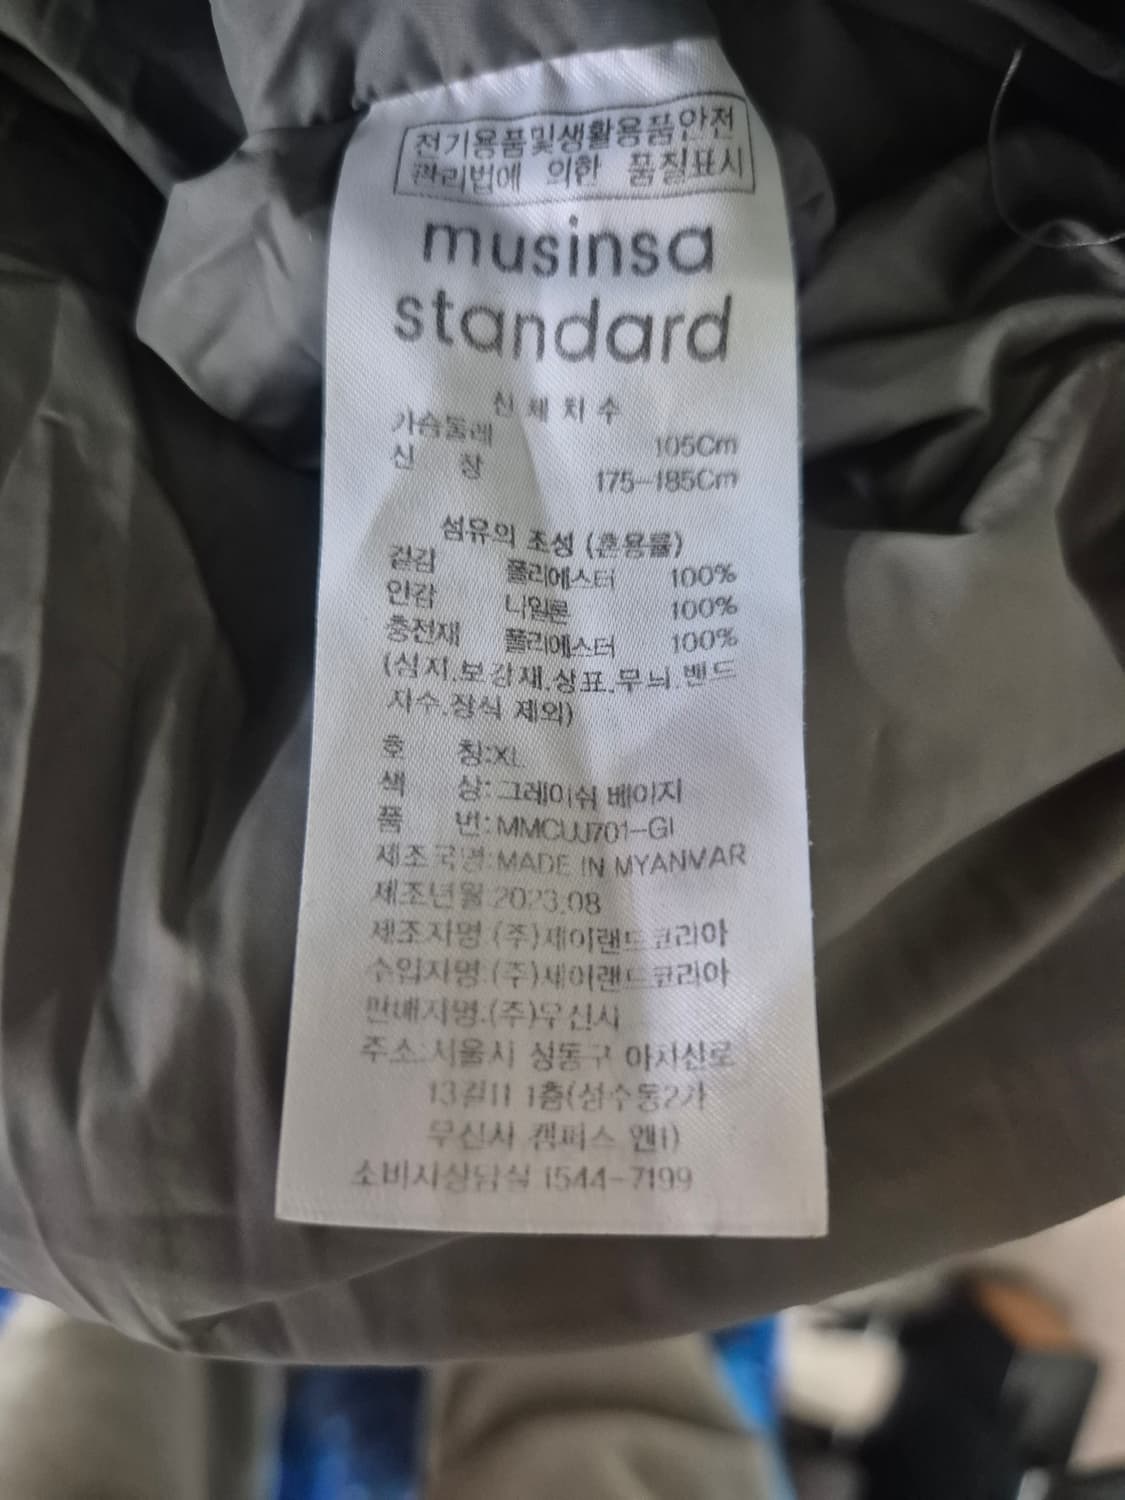 전기용품및생활용품안전
관리법에 의한 품질표시
musinsa
standard
신체치수
가슴둘레 105Cm
신 장 175-185Cm
섬유의 조성 (혼용률)
겉감 폴리에스터 100%
안감 나일론 100%
충전재 폴리에스터 100%
(심지.보강재.상표.무늬.밴드
자수.장식 제외)
호 칭:XL
색 상:그레이쉬 베이지
품 번:MMCUJ701-GI
제조국명:MADE IN MYANMAR
제조년월:2023.08
제조자명 (주)제이랜드코리아
수입자명:(주)제이랜드코리아
판매자명.(주)무신사
주소:서울시 성동구 아차산로
13길11 1층(성수동2가
무신사 캠퍼스 엔1)
소비자상담실 1544-7199